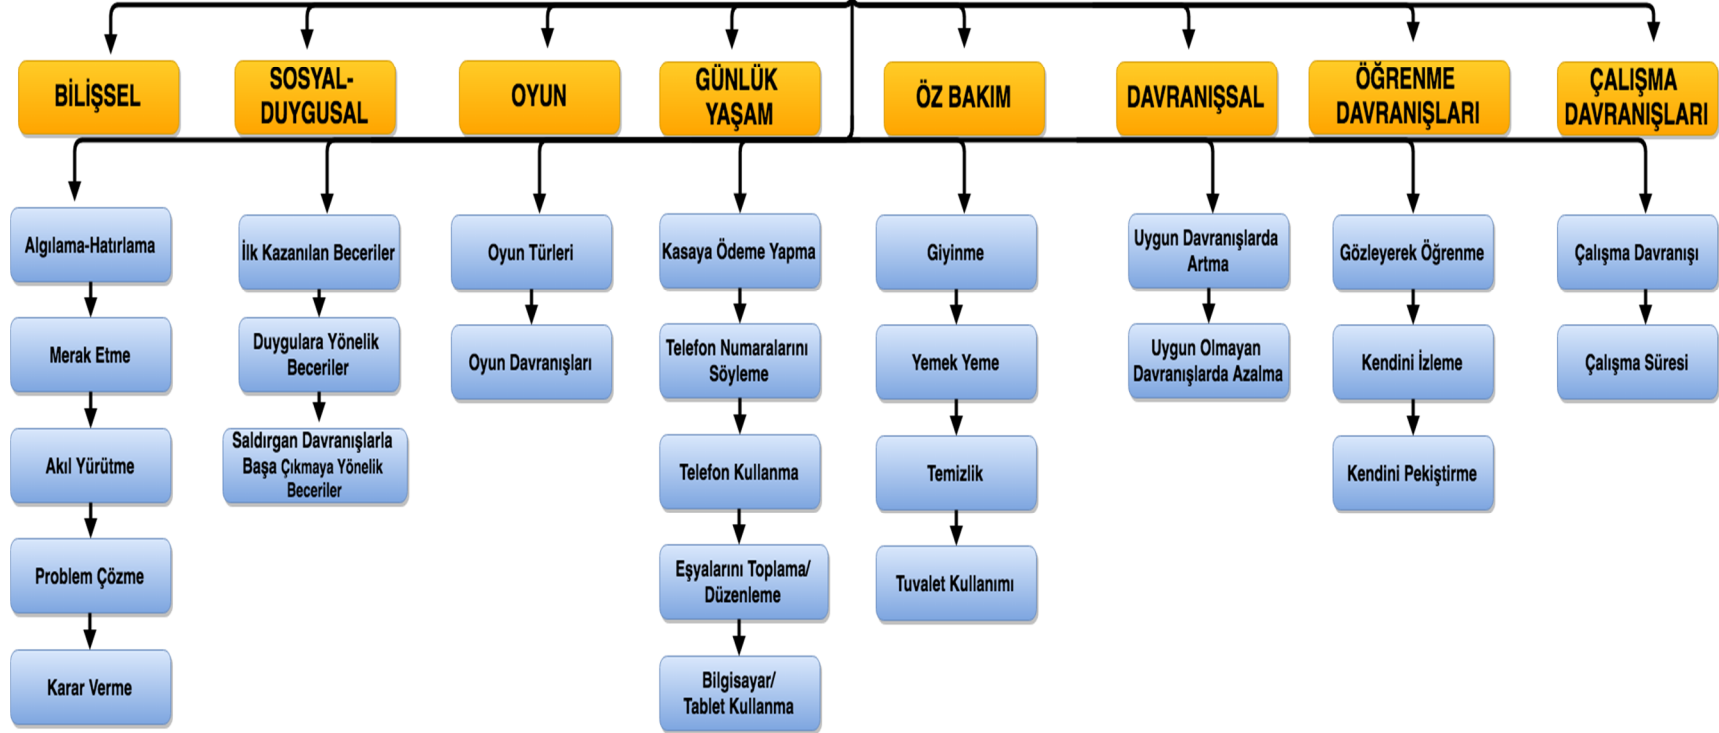 BİLİŞSEL
SOSYAL-
DUYGUSAL
OYUN
GÜNLÜK
YAŞAM
ÖZ BAKIM
DAVRANIŞSAL
ÖĞRENME
DAVRANIŞLARI
ÇALIŞMA
DAVRANIŞLARI
Algılama-Hatırlama
Merak Etme
Akıl Yürütme
Problem Çözme
Karar Verme
İlk Kazanılan Beceriler
Duygulara Yönelik
Beceriler
Saldırgan Davranışlarla
Başa Çıkmaya Yönelik
Beceriler
Oyun Türleri
Oyun Davranışları
Kasaya Ödeme Yapma
Telefon Numaralarını
Söyleme
Telefon Kullanma
Eşyalarını Toplama/
Düzenleme
Bilgisayar/
Tablet Kullanma
Giyinme
Yemek Yeme
Temizlik
Tuvalet Kullanımı
Uygun Davranışlarda
Artma
Uygun Olmayan
Davranışlarda Azalma
Gözleyerek Öğrenme
Kendini İzleme
Kendini Pekiştirme
Çalışma Davranışı
Çalışma Süresi